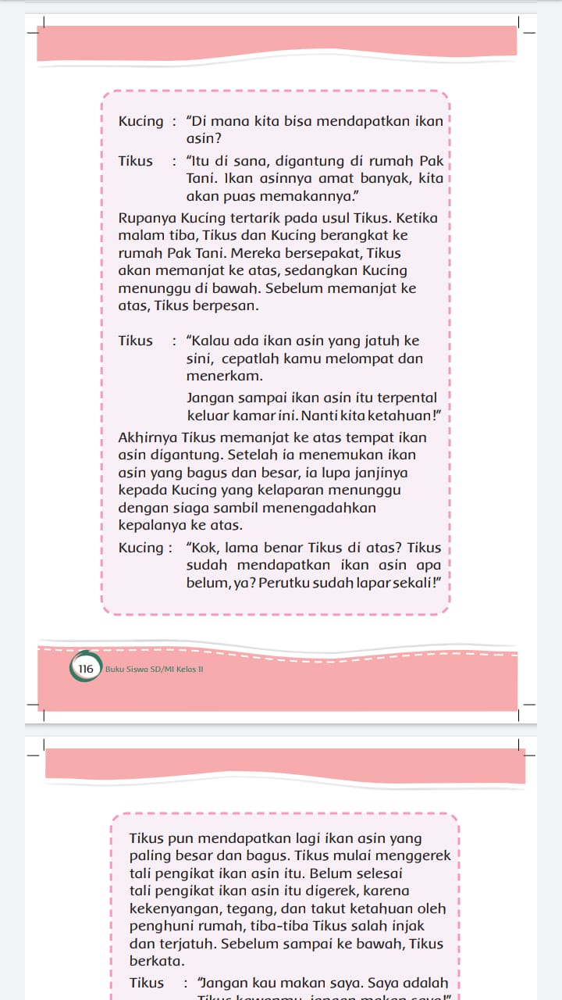 Kucing : “Di mana kita bisa mendapatkan ikan
asin?
Tikus : “Itu di sana, digantung di rumah Pak
Tani. Ikan asinnya amat banyak, kita
akan puas memakannya.”
Rupanya Kucing tertarik pada usul Tikus. Ketika
malam tiba, Tikus dan Kucing berangkat ke
rumah Pak Tani. Mereka bersepakat, Tikus
akan memanjat ke atas, sedangkan Kucing
menunggu di bawah. Sebelum memanjat ke
atas, Tikus berpesan.
Tikus : “Kalau ada ikan asin yang jatuh ke
sini, cepatlah kamu melompat dan
menerkam.
Jangan sampai ikan asin itu terpental
keluar kamar ini. Nanti kita ketahuan!”
Akhirnya Tikus memanjat ke atas tempat ikan
asin digantung. Setelah ia menemukan ikan
asin yang bagus dan besar, ia lupa janjinya
kepada Kucing yang kelaparan menunggu
dengan siaga sambil menengadahkan
kepalanya ke atas.
Kucing : “Kok, lama benar Tikus di atas? Tikus
sudah mendapatkan ikan asin apa
belum, ya? Perutku sudah lapar sekali!”
116 Buku Siswa SD/MI Kelas II
Tikus pun mendapatkan lagi ikan asin yang
paling besar dan bagus. Tikus mulai menggerek
tali pengikat ikan asin itu. Belum selesai
tali pengikat ikan asin itu digerek, karena
kekenyangan, tegang, dan takut ketahuan oleh
penghuni rumah, tiba-tiba Tikus salah injak
dan terjatuh. Sebelum sampai ke bawah, Tikus
berkata.
Tikus : “Jangan kau makan saya. Saya adalah
Tikus kawanmu, jangan makan saya!”